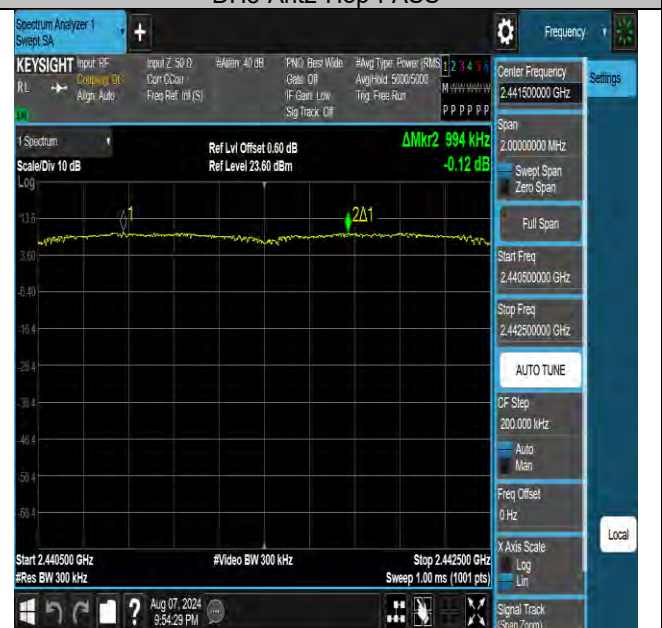 DH5-Ant2-Hop PASS
Spectrum Analyzer 1
Swept SA
Frequency
KEYSIGHT Input: RF
Input Z: 50 Ω
#Atten: 40 dB
PNO: Best Wide
#Avg Type: Power (RMS
1 2 3 4 5 6
RL
Coupling: DC
Corr CCorr
Gate: Off
Avg|Hold: 5000/5000
M W W W W W
Align: Auto
Freq Ref: Int (S)
IF Gain: Low
Trig: Free Run
Sig Track: Off
P P P P P P
Center Frequency
2.441500000 GHz
Settings
1 Spectrum
Ref Lvl Offset 0.60 dB
ΔMkr2 994 kHz
Scale/Div 10 dB
Ref Level 23.60 dBm
-0.12 dB
Log
Span
2.00000000 MHz
Swept Span
Zero Span
Full Span
Start Freq
2.440500000 GHz
Stop Freq
2.442500000 GHz
AUTO TUNE
CF Step
200.000 kHz
Auto
Man
Freq Offset
0 Hz
X Axis Scale
Log
Lin
Local
Signal Track
(Span Zoom)
1
2Δ1
13.6
3.60
-6.40
-16.4
-26.4
-36.4
-46.4
-56.4
-66.4
Start 2.440500 GHz
#Video BW 300 kHz
Stop 2.442500 GHz
#Res BW 300 kHz
Sweep 1.00 ms (1001 pts)
Aug 07, 2024
9:54:29 PM